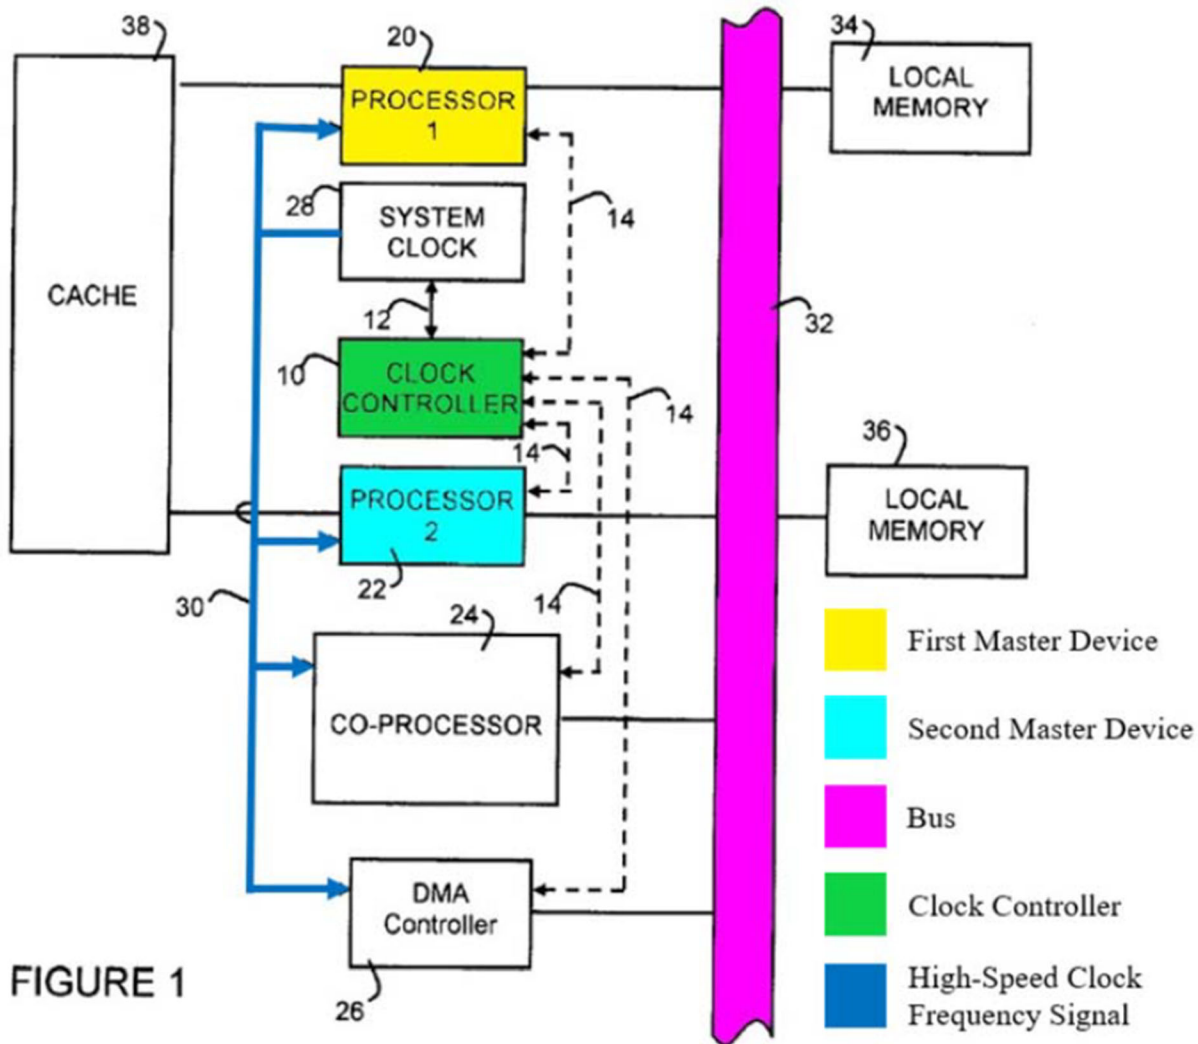 38
20
34
PROCESSOR
1
LOCAL
MEMORY
28
SYSTEM
CLOCK
14
CACHE
12
32
10
CLOCK
CONTROLLER
14
14
36
PROCESSOR
2
LOCAL
MEMORY
22
30
14
24
First Master Device
CO-PROCESSOR
Second Master Device
Bus
DMA
Controller
Clock Controller
FIGURE 1
26
High-Speed Clock
Frequency Signal